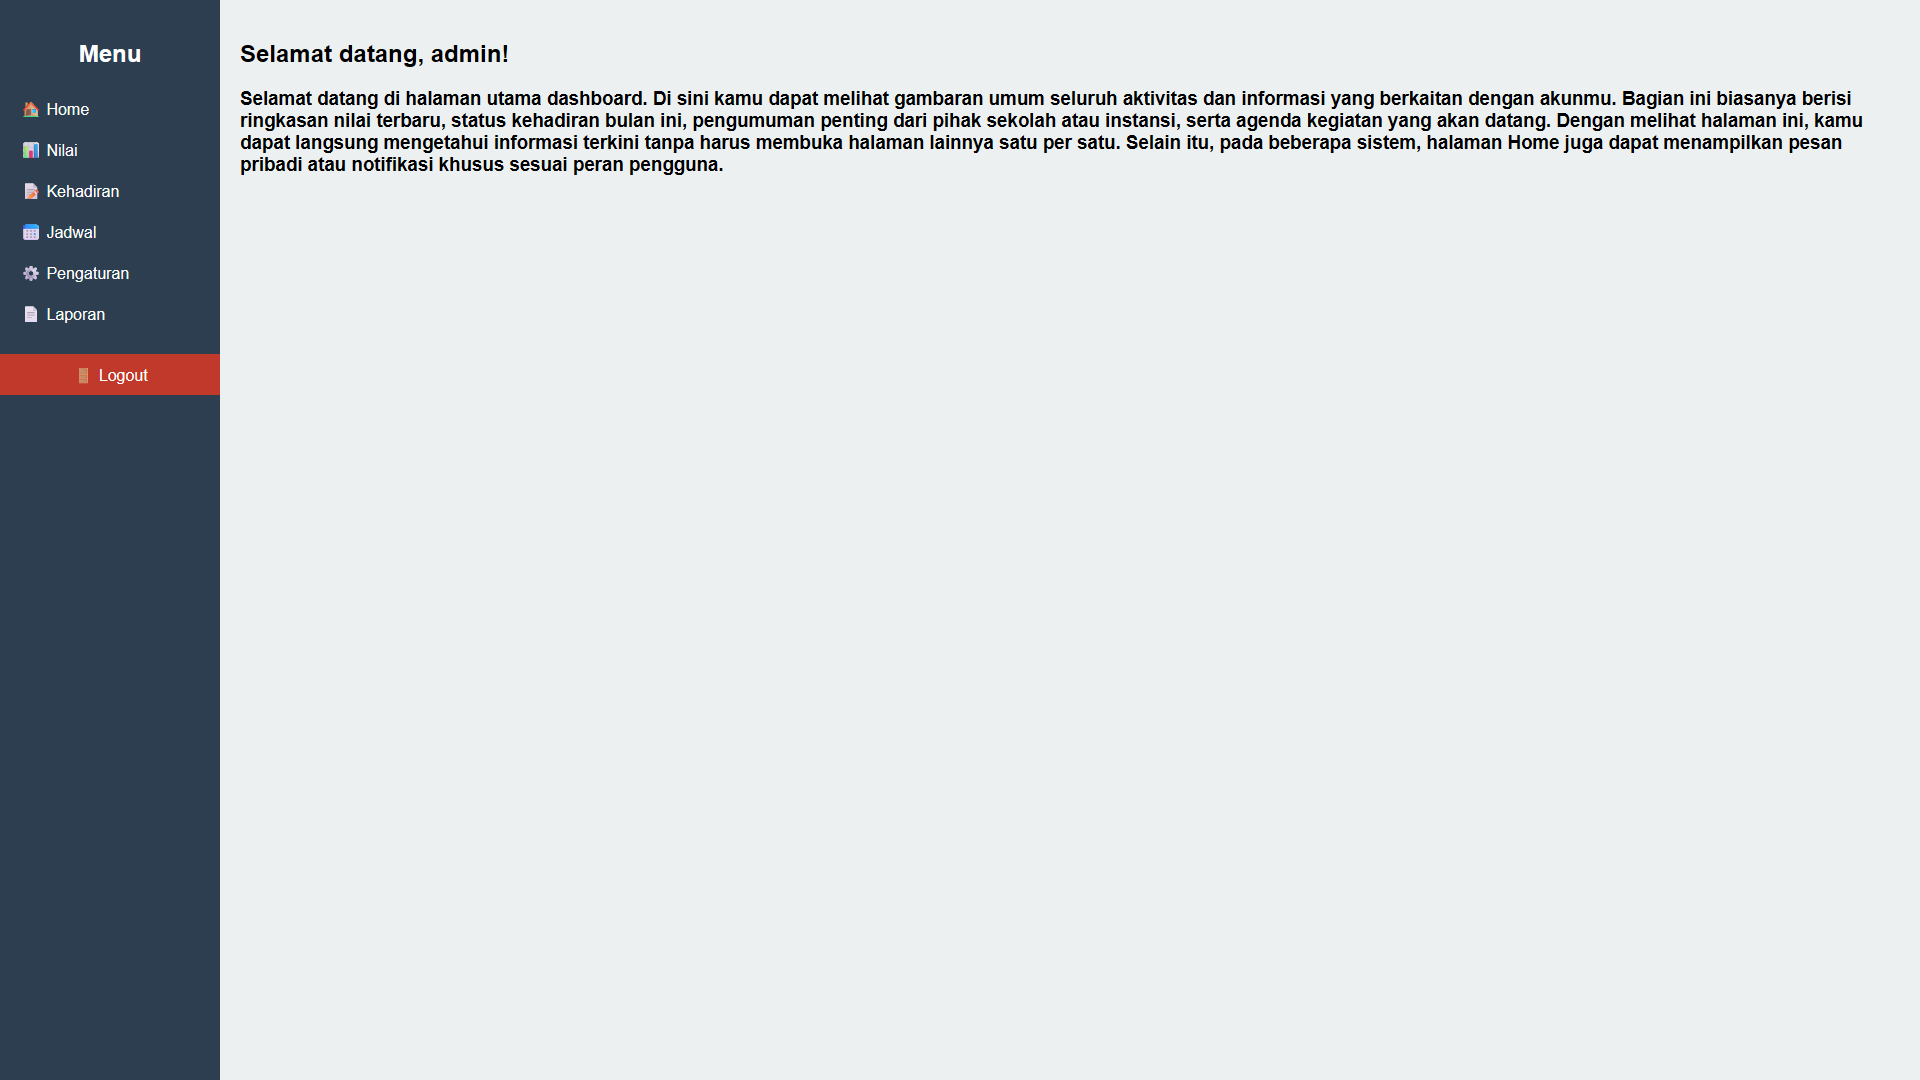 Menu
Home
Nilai
Kehadiran
Jadwal
Pengaturan
Laporan
Logout
Selamat datang, admin!
Selamat datang di halaman utama dashboard. Di sini kamu dapat melihat gambaran umum seluruh aktivitas dan informasi yang berkaitan dengan akunmu. Bagian ini biasanya berisi
ringkasan nilai terbaru, status kehadiran bulan ini, pengumuman penting dari pihak sekolah atau instansi, serta agenda kegiatan yang akan datang. Dengan melihat halaman ini, kamu
dapat langsung mengetahui informasi terkini tanpa harus membuka halaman lainnya satu per satu. Selain itu, pada beberapa sistem, halaman Home juga dapat menampilkan pesan
pribadi atau notifikasi khusus sesuai peran pengguna.